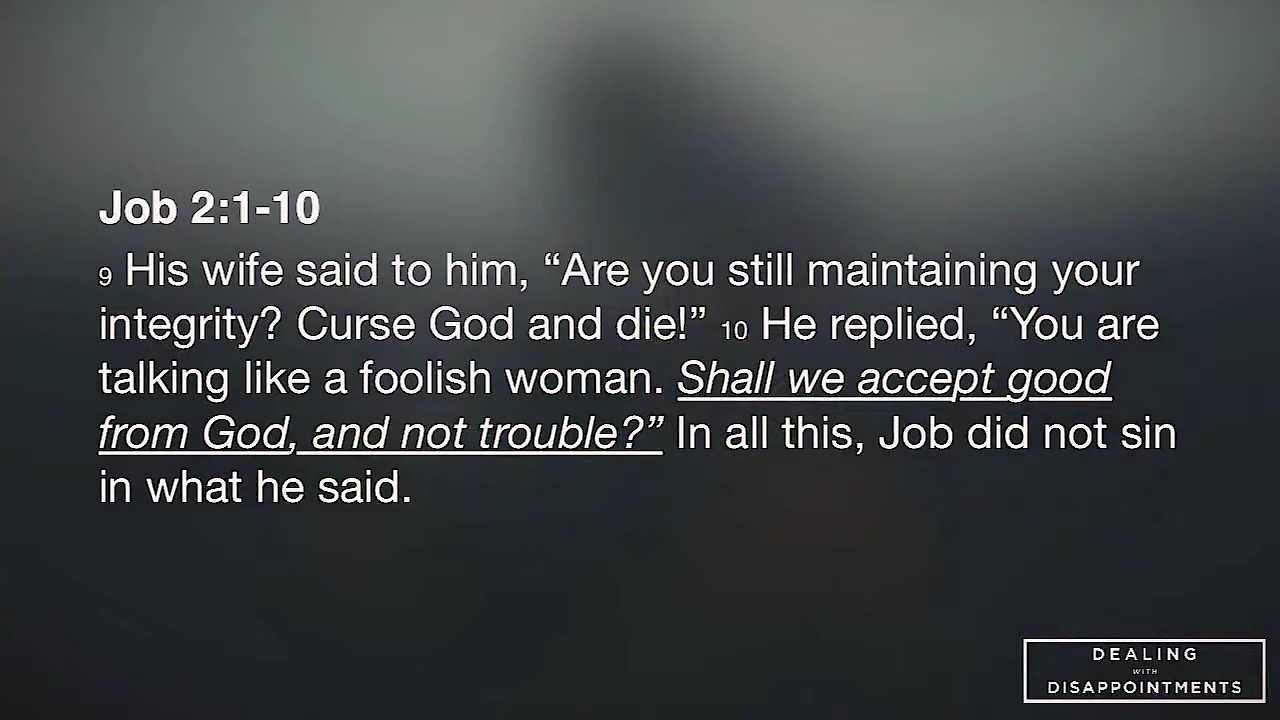 Job 2:1-10
9 His wife said to him, “Are you still maintaining your
integrity? Curse God and die!” 10 He replied, “You are
talking like a foolish woman. Shall we accept good
from God, and not trouble?” In all this, Job did not sin
in what he said.
DEALING
WITH
DISAPPOINTMENTS